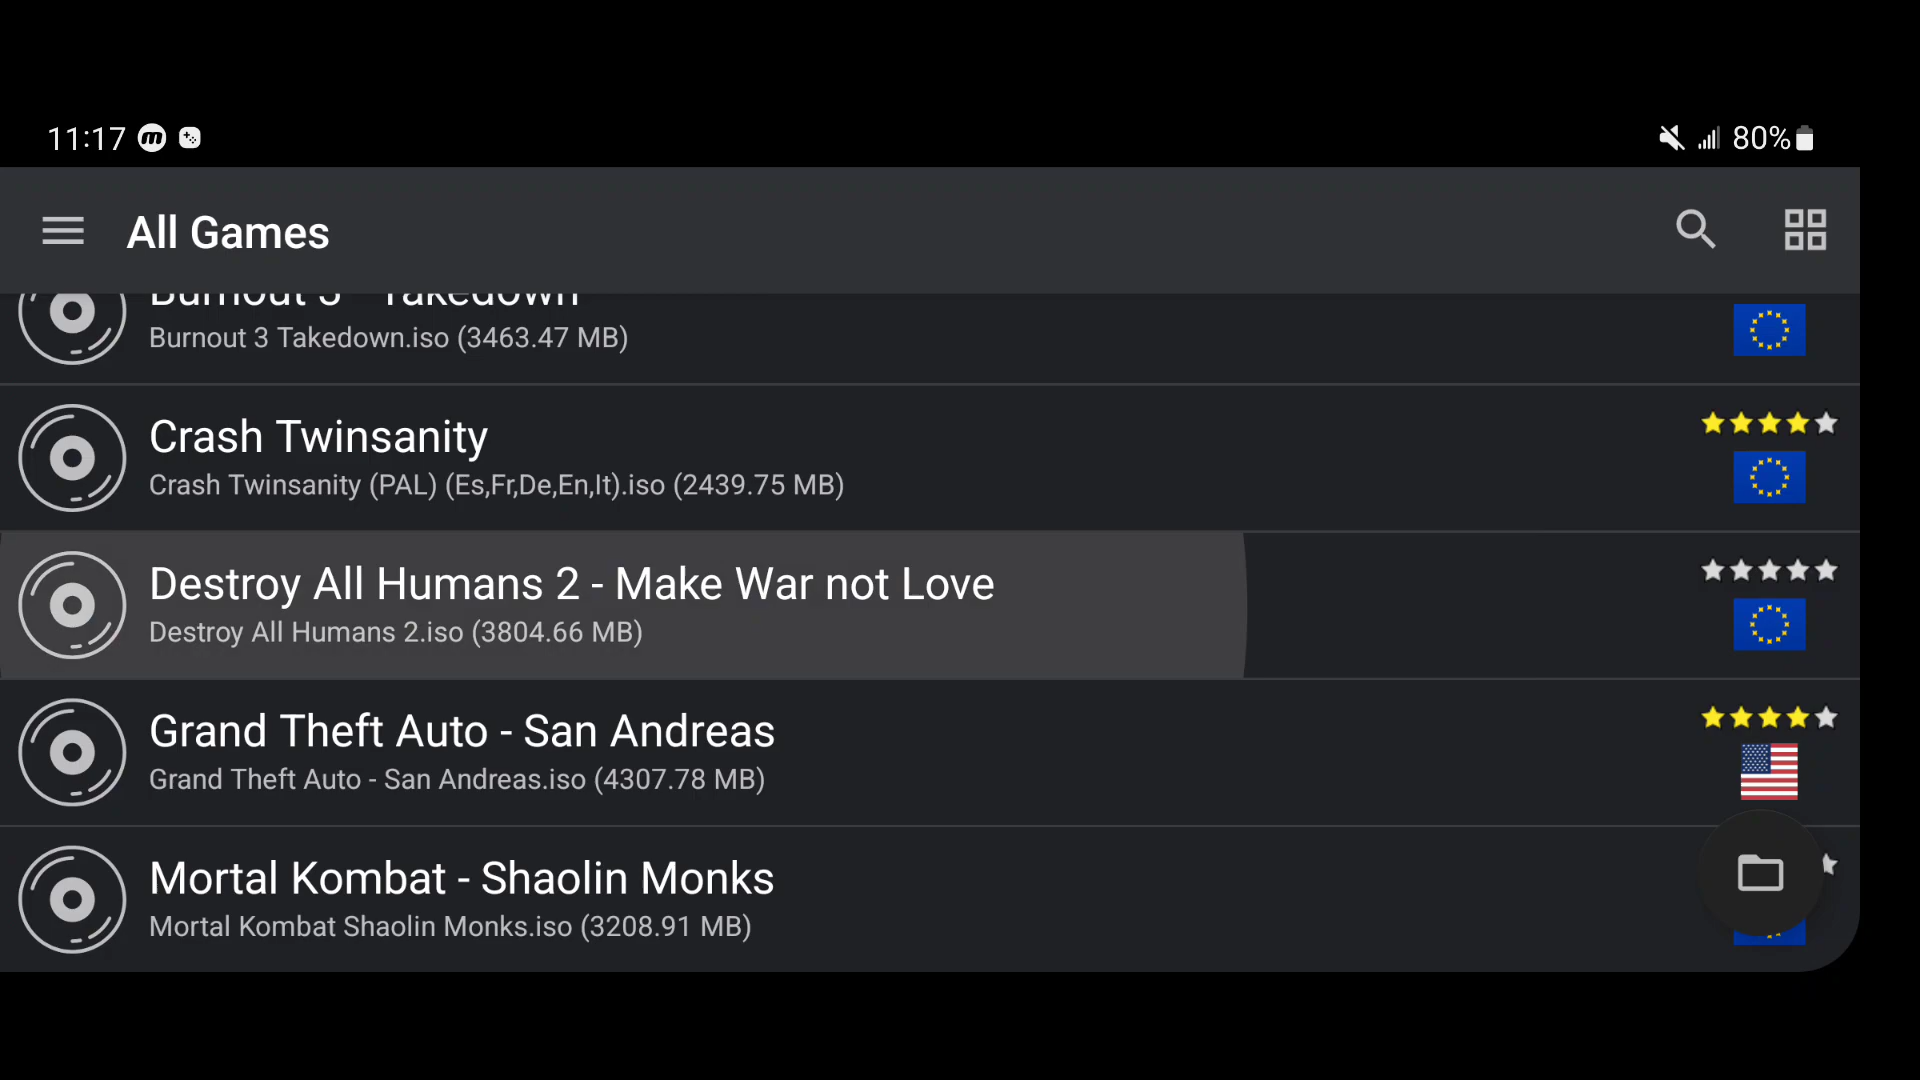 11:17
80%
All Games
Burnout 3 - Takedown
Burnout 3 Takedown.iso (3463.47 MB)
Crash Twinsanity
Crash Twinsanity (PAL) (Es,Fr,De,En,It).iso (2439.75 MB)
Destroy All Humans 2 - Make War not Love
Destroy All Humans 2.iso (3804.66 MB)
Grand Theft Auto - San Andreas
Grand Theft Auto - San Andreas.iso (4307.78 MB)
Mortal Kombat - Shaolin Monks
Mortal Kombat Shaolin Monks.iso (3208.91 MB)